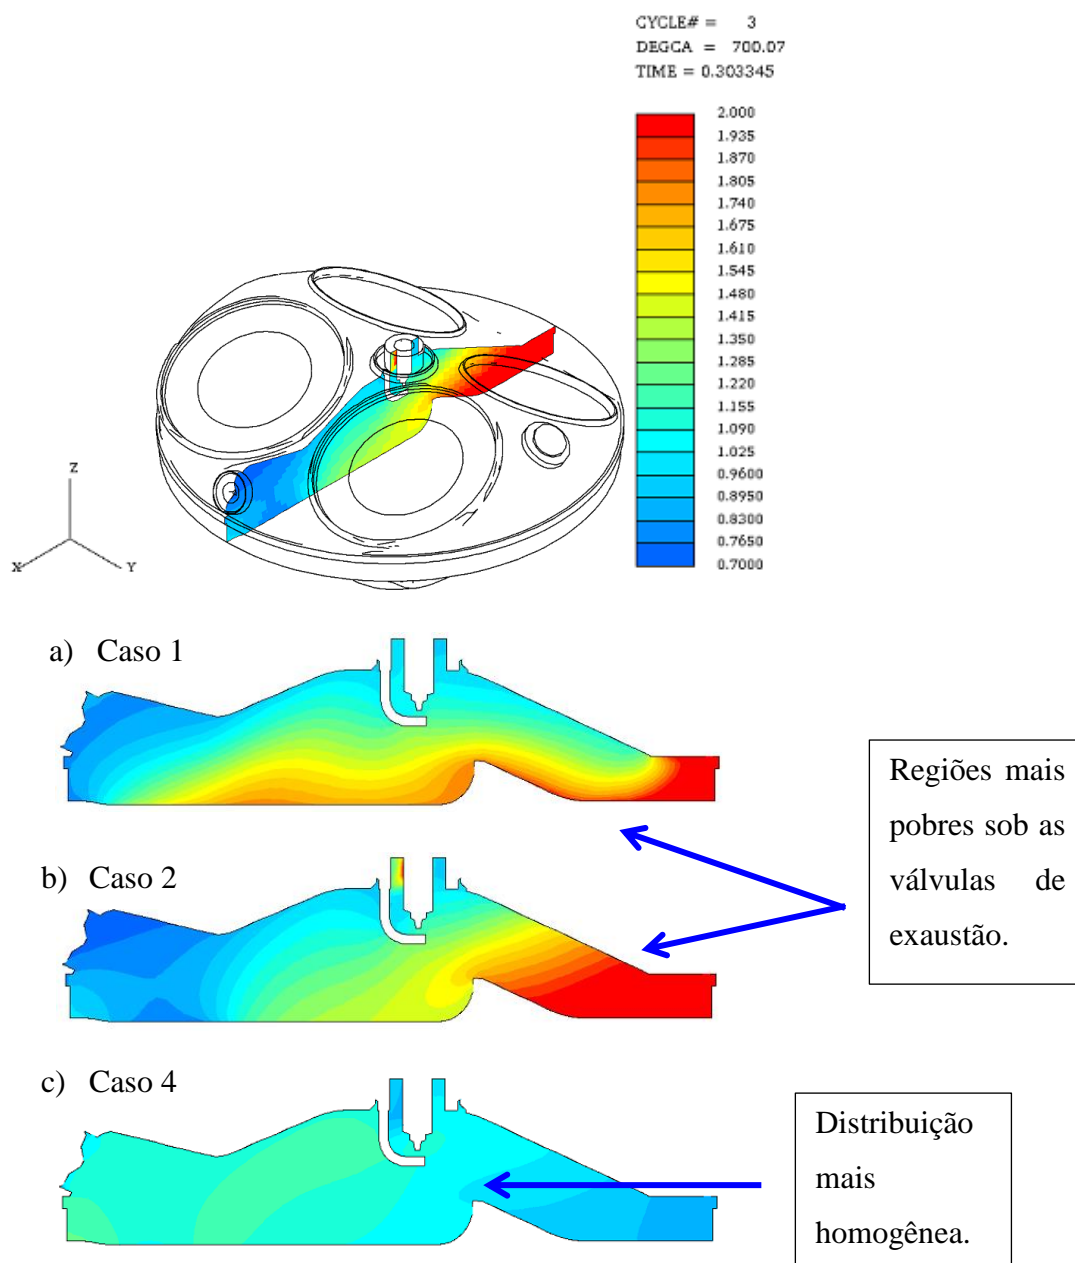 CYCLE# = 3
DEGCA = 700.07
TIME = 0.303345
2.000
1.935
1.870
1.805
1.740
1.675
1.610
1.545
1.480
1.415
1.350
1.285
1.220
1.155
1.090
1.025
0.9600
0.8950
0.8300
0.7650
0.7000
Z
X
Y
a) Caso 1
Regiões mais
pobres sob as
válvulas de
exaustão.
b) Caso 2
c) Caso 4
Distribuição
mais
homogênea.